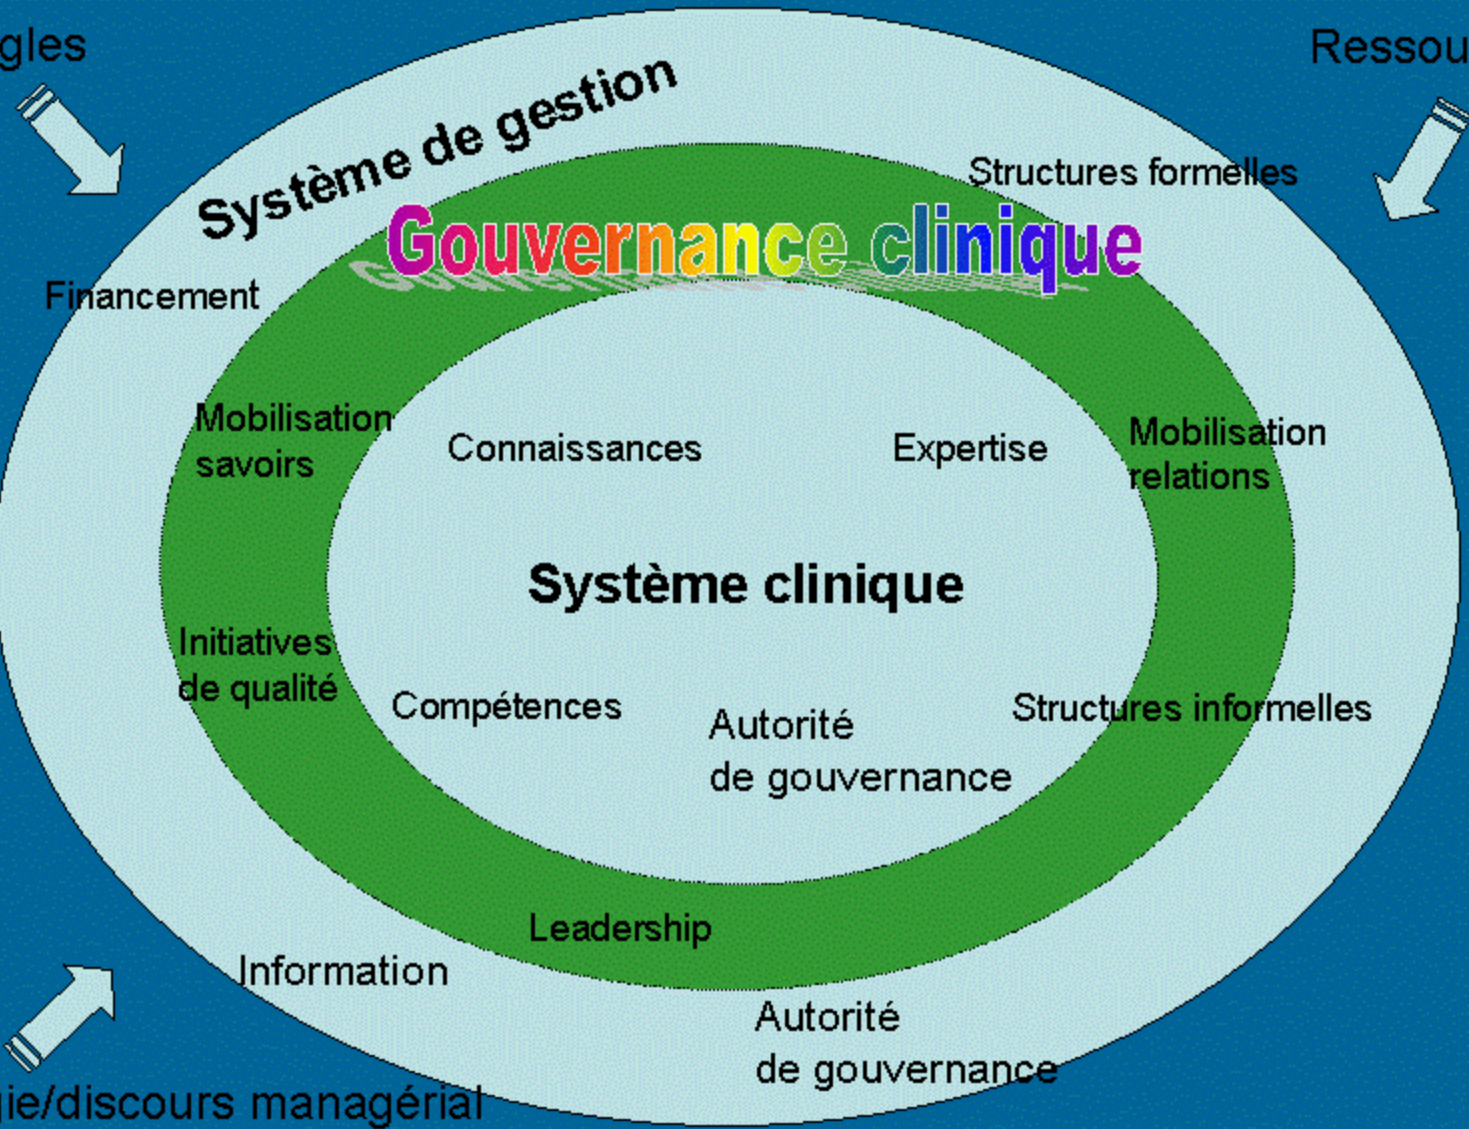 gles
Ressou
Système de gestion
Structures formelles
Gouvernance clinique
Financement
Mobilisation
savoirs
Connaissances
Expertise
Mobilisation
relations
Système clinique
Initiatives
de qualité
Compétences
Autorité
de gouvernance
Structures informelles
Leadership
Information
Autorité
de gouvernance
gie/discours managérial